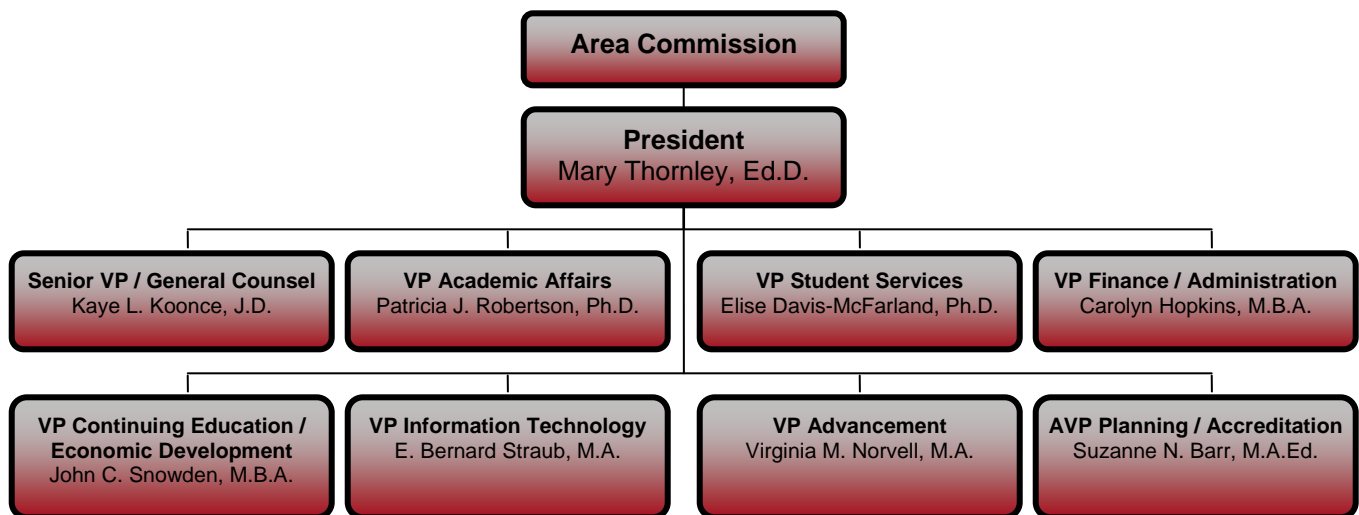 Area Commission
President
Mary Thornley, Ed.D.
Senior VP / General Counsel
Kaye L. Koonce, J.D.
VP Academic Affairs
Patricia J. Robertson, Ph.D.
VP Student Services
Elise Davis-McFarland, Ph.D.
VP Finance / Administration
Carolyn Hopkins, M.B.A.
VP Continuing Education /
Economic Development
John C. Snowden, M.B.A.
VP Information Technology
E. Bernard Straub, M.A.
VP Advancement
Virginia M. Norvell, M.A.
AVP Planning / Accreditation
Suzanne N. Barr, M.A.Ed.